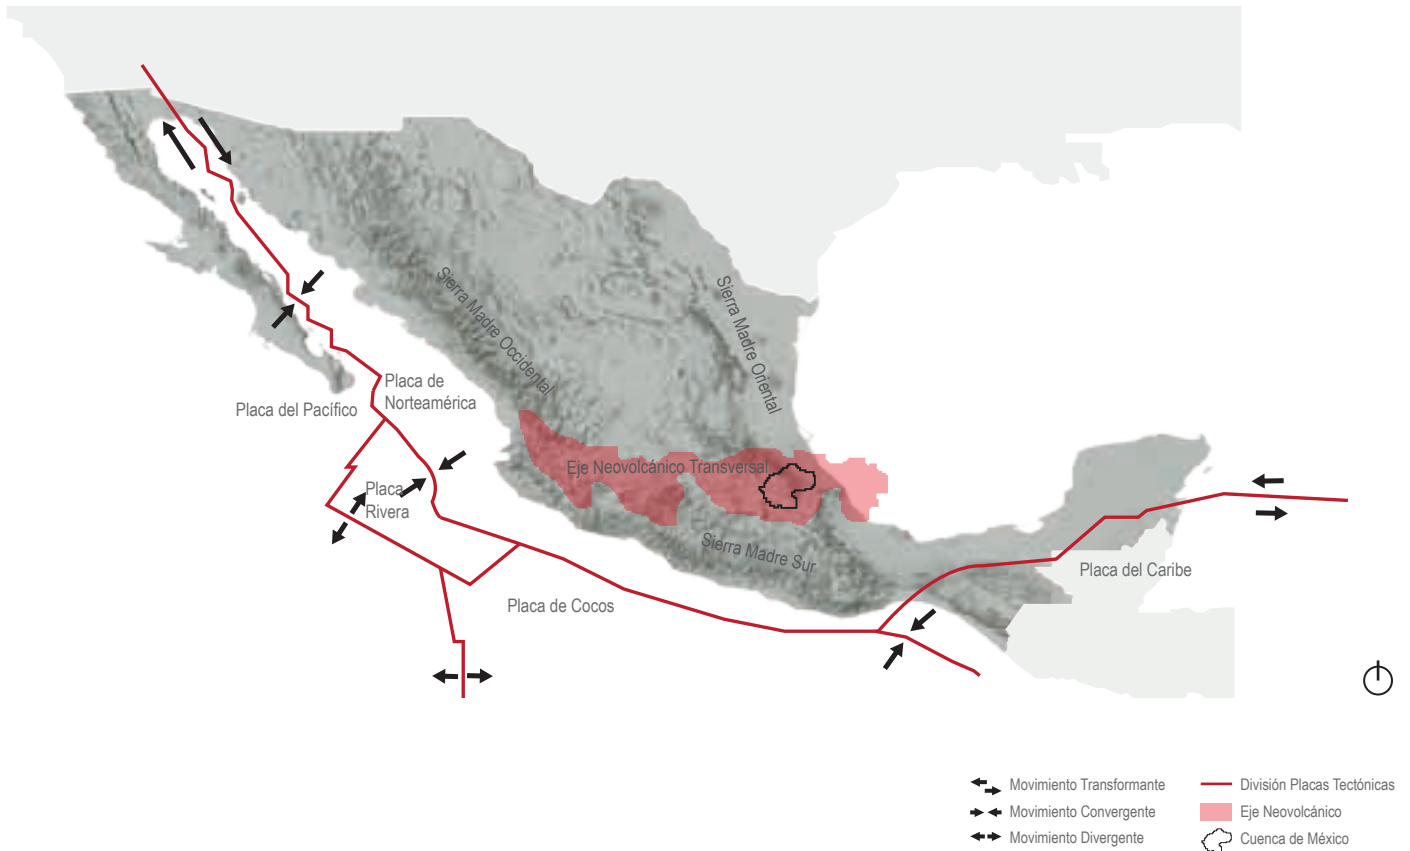 Sierra Madre Occidental
Sierra Madre Oriental
Placa de
Norteamérica
Placa del Pacífico
Eje Neovolcánico Transversal
Placa
Rivera
Sierra Madre Sur
Placa del Caribe
Placa de Cocos
Movimiento Transformante
Movimiento Convergente
Movimiento Divergente
División Placas Tectónicas
Eje Neovolcánico
Cuenca de México